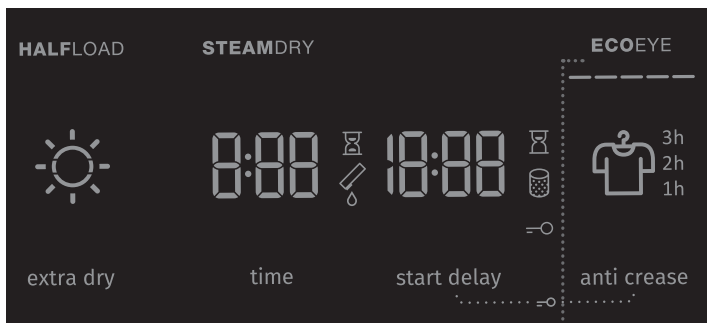 HALFLOAD STEAMDRY ECOEYE
8:88 18:88 3h
2h
1h
extra dry time start delay anti crease